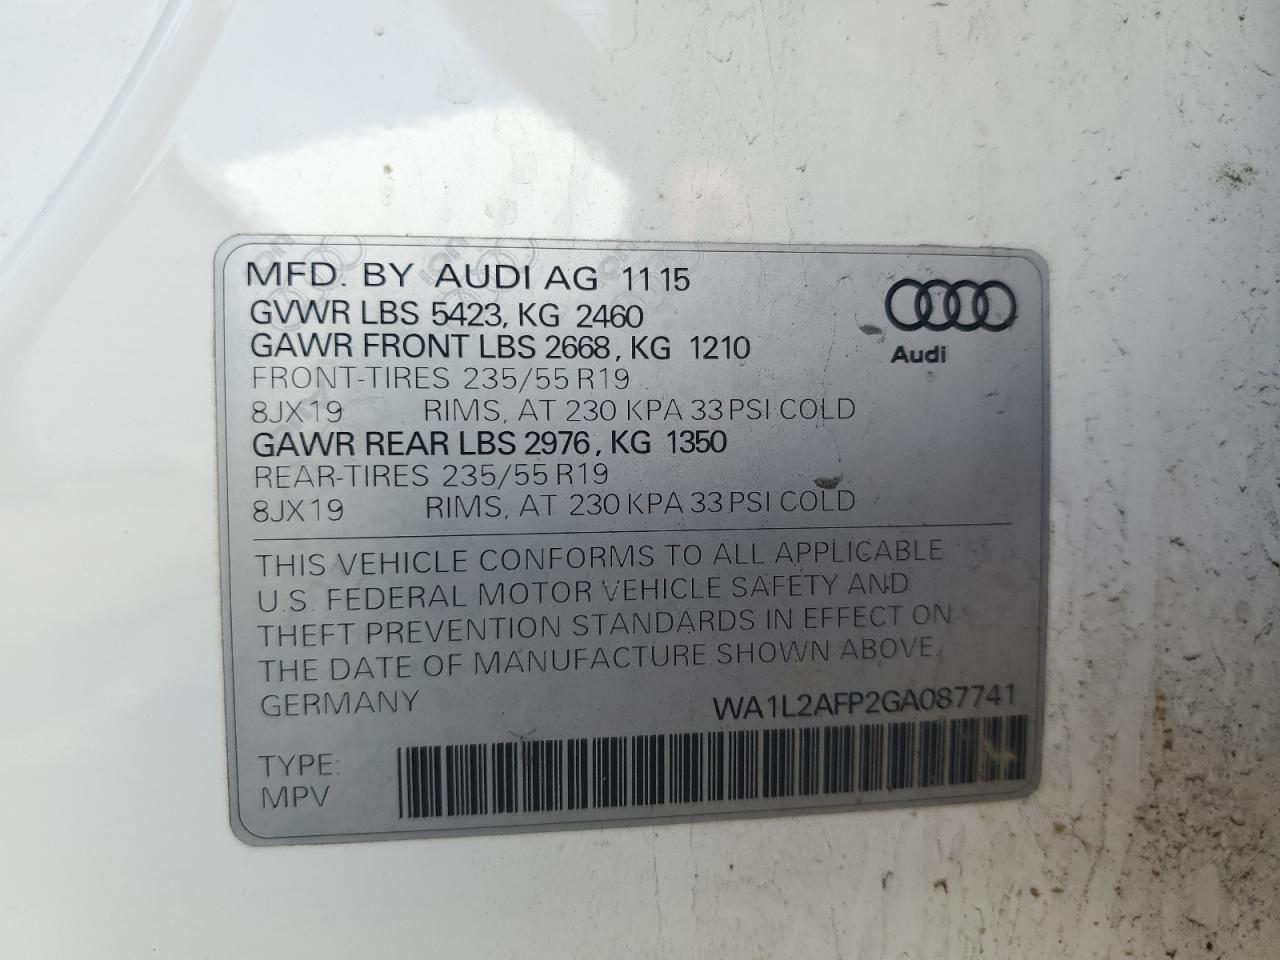 MFD. BY AUDI AG 11 15
GVWR LBS 5423, KG 2460
GAWR FRONT LBS 2668, KG 1210
FRONT-TIRES 235/55 R19
8JX19 RIMS, AT 230 KPA 33 PSI COLD
GAWR REAR LBS 2976, KG 1350
REAR-TIRES 235/55 R19
8JX19 RIMS, AT 230 KPA 33 PSI COLD
Audi
THIS VEHICLE CONFORMS TO ALL APPLICABLE
U.S. FEDERAL MOTOR VEHICLE SAFETY AND
THEFT PREVENTION STANDARDS IN EFFECT ON
THE DATE OF MANUFACTURE SHOWN ABOVE.
GERMANY WA1L2AFP2GA087741
TYPE:
MPV